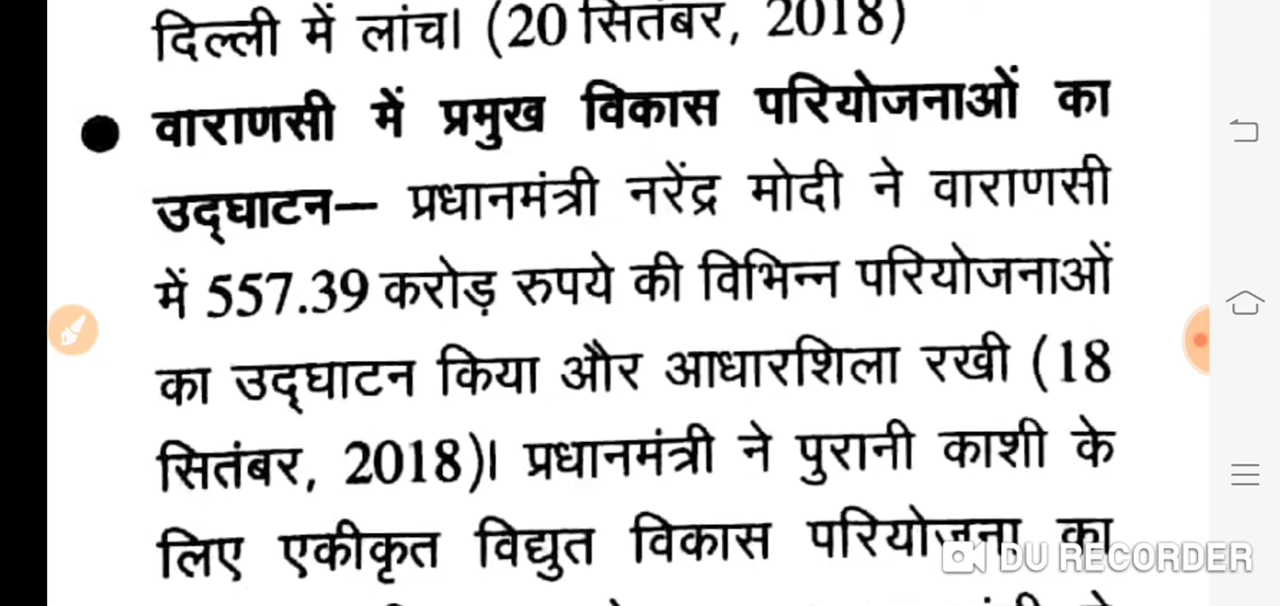 दिल्ली में लांच। (20 सितंबर, 2018)
● वाराणसी में प्रमुख विकास परियोजनाओं का
उद्घाटन— प्रधानमंत्री नरेंद्र मोदी ने वाराणसी
में 557.39 करोड़ रुपये की विभिन्न परियोजनाओं
का उद्घाटन किया और आधारशिला रखी (18
सितंबर, 2018)। प्रधानमंत्री ने पुरानी काशी के
लिए एकीकृत विद्युत विकास परियोजना का
DU RECORDER